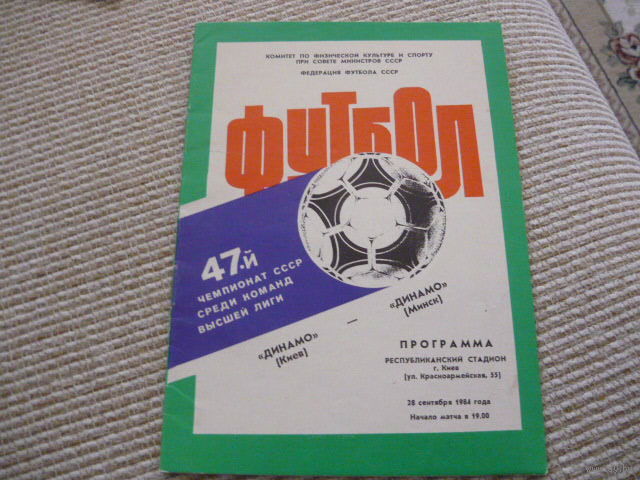 КОМИТЕТ ПО ФИЗИЧЕСКОЙ КУЛЬТУРЕ И СПОРТУ
ПРИ СОВЕТЕ МИНИСТРОВ СССР
ФЕДЕРАЦИЯ ФУТБОЛА СССР
ФУТБОЛ
47-й
ЧЕМПИОНАТ СССР
СРЕДИ КОМАНД
ВЫСШЕЙ ЛИГИ
«ДИНАМО»
(Киев)
—
«ДИНАМО»
(Минск)
ПРОГРАММА
РЕСПУБЛИКАНСКИЙ СТАДИОН
г. Киев
(ул. Красноармейская, 55)
28 сентября 1984 года
Начало матча в 19.00